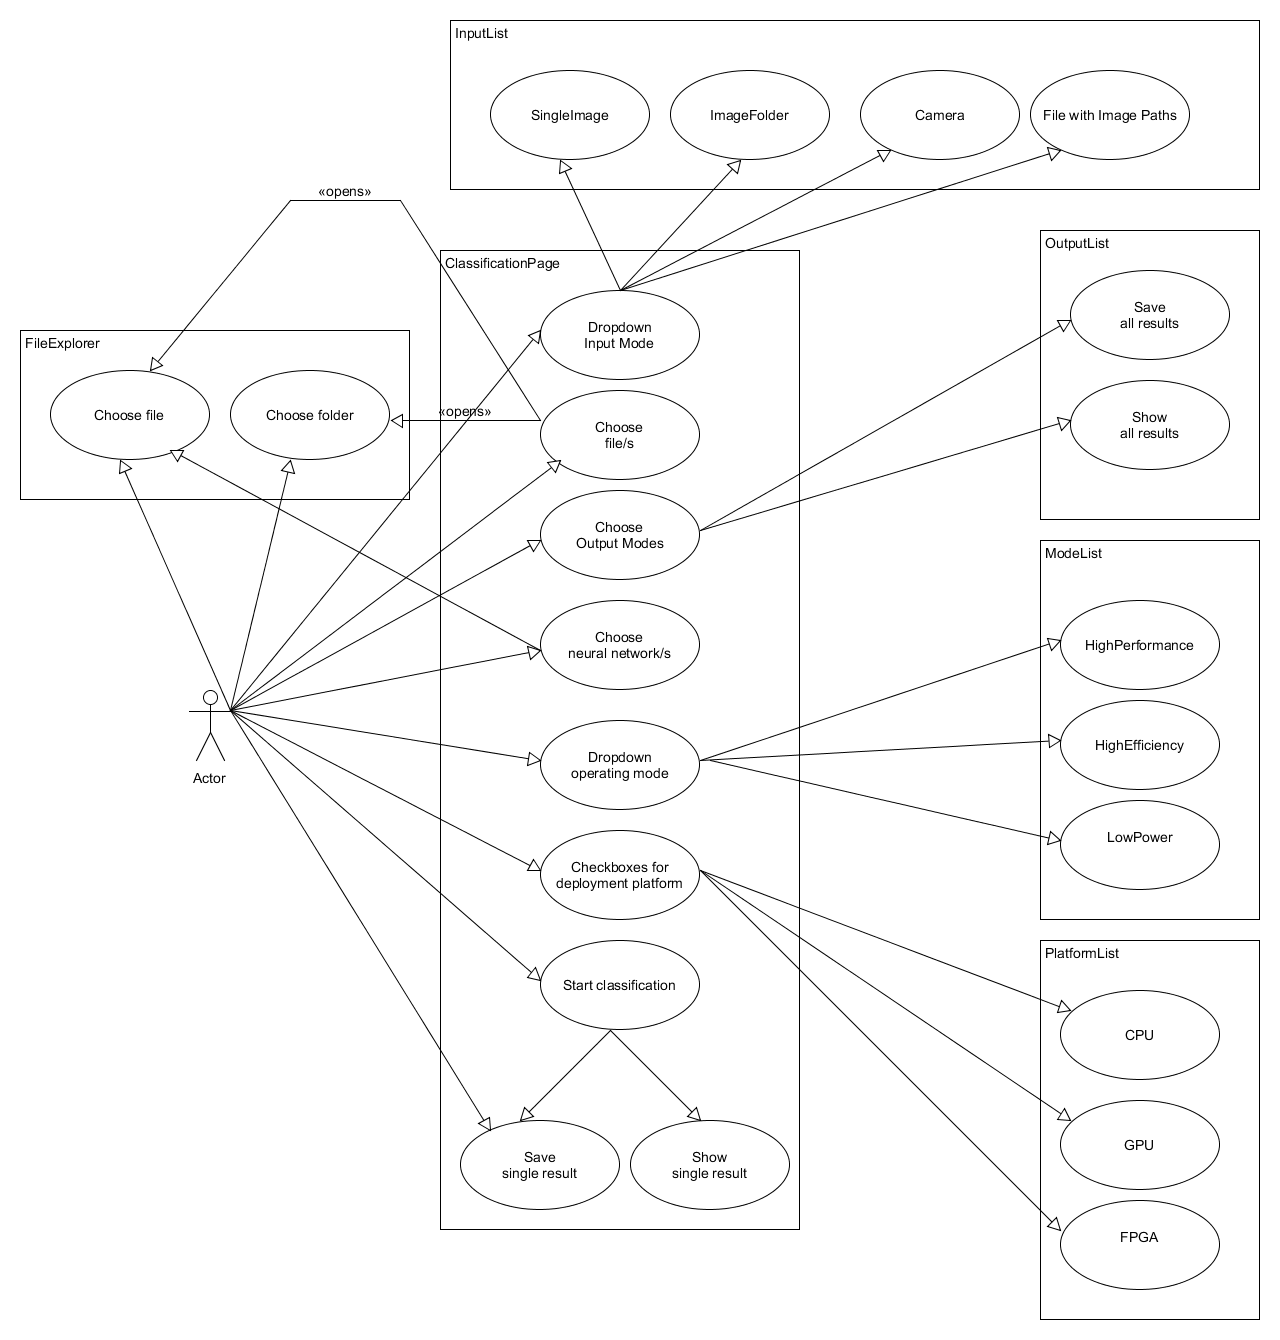 InputList
SingleImage
ImageFolder
Camera
File with Image Paths
«opens»
ClassificationPage
OutputList
Dropdown
Input Mode
Save
all results
FileExplorer
Choose file
Choose folder
«opens»
Choose
file/s
Show
all results
Choose
Output Modes
ModeList
Choose
neural network/s
HighPerformance
Actor
Dropdown
operating mode
HighEfficiency
LowPower
Checkboxes for
deployment platform
PlatformList
Start classification
CPU
GPU
Save
single result
Show
single result
FPGA